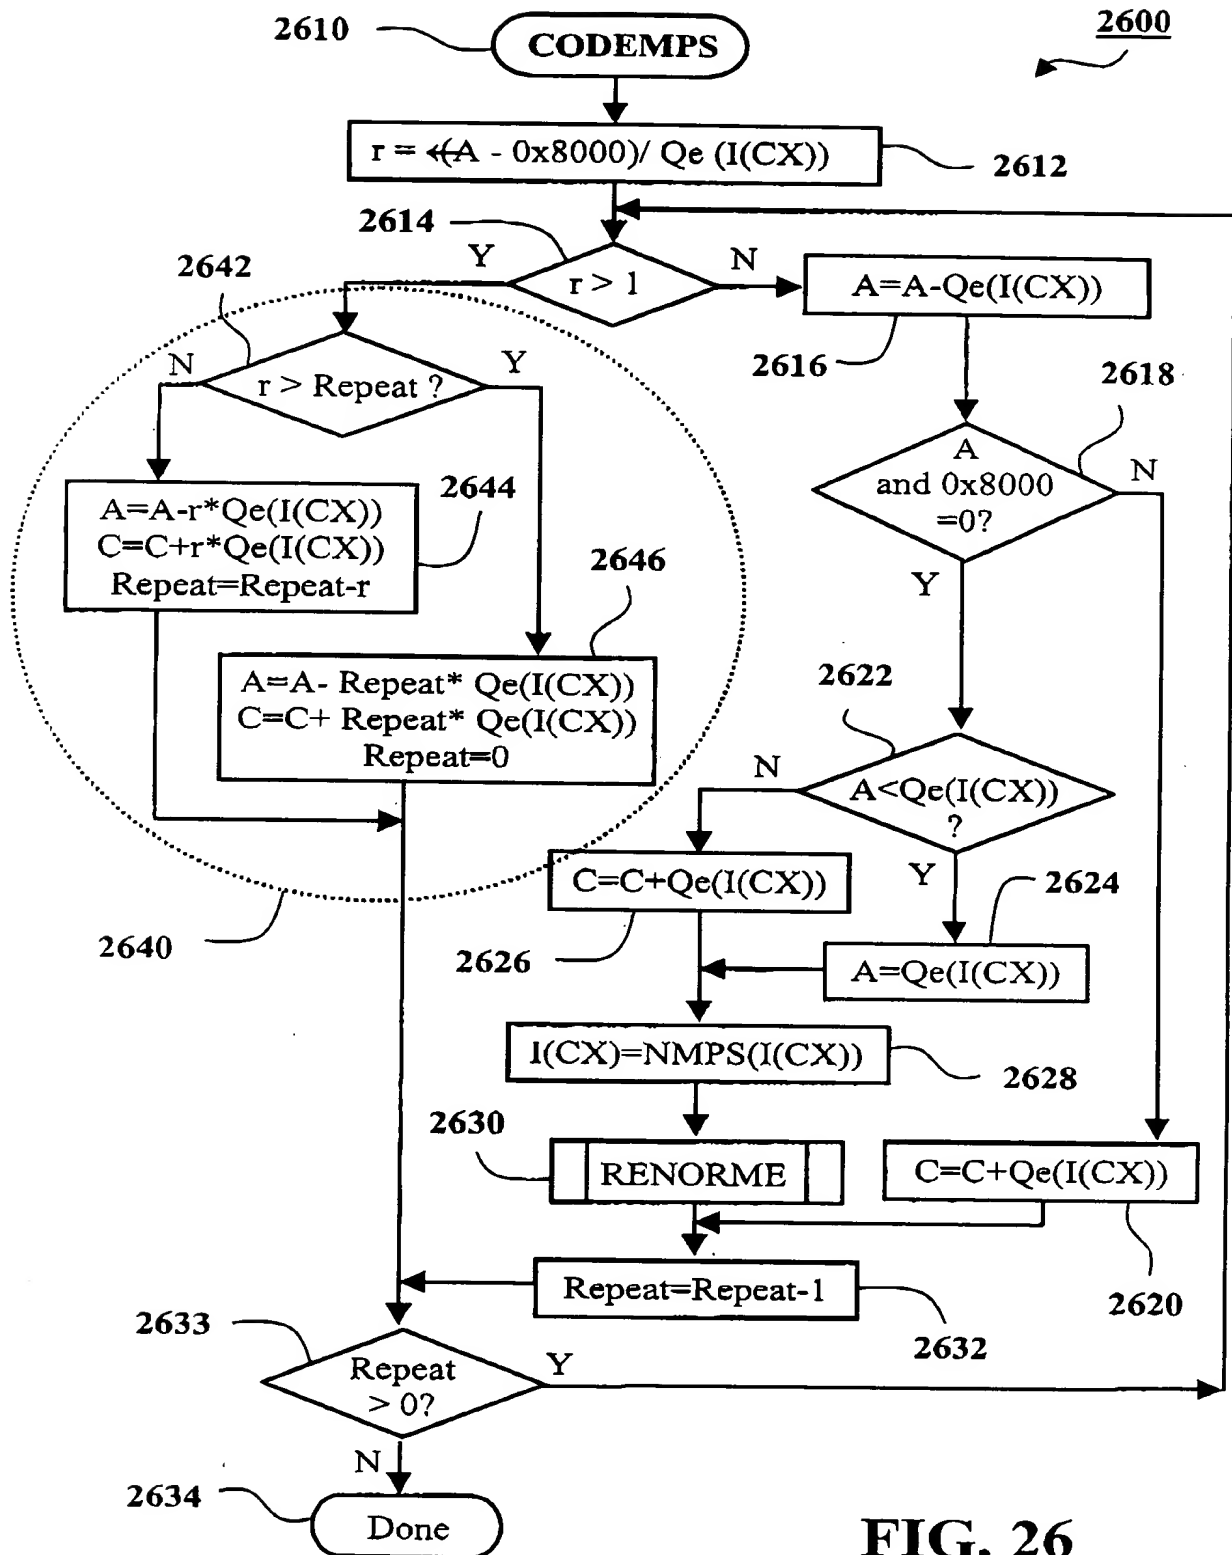 2610
CODEMPS
2600
r = ((A - 0x8000)/ Qe (I(CX))
2612
2614
Y
r > 1
N
2642
A=A-Qe(I(CX))
2616
N
r > Repeat ?
Y
2618
A
and 0x8000
=0?
N
Y
A=A-r*Qe(I(CX))
C=C+r*Qe(I(CX))
Repeat=Repeat-r
2644
2646
A=A- Repeat* Qe(I(CX))
C=C+ Repeat* Qe(I(CX))
Repeat=0
2622
N
A<Qe(I(CX))
?
Y
C=C+Qe(I(CX))
2624
2640
2626
A=Qe(I(CX))
I(CX)=NMPS(I(CX))
2628
2630
RENORME
C=C+Qe(I(CX))
Repeat=Repeat-1
2620
2633
2632
Repeat
> 0?
Y
N
2634
Done
FIG. 26